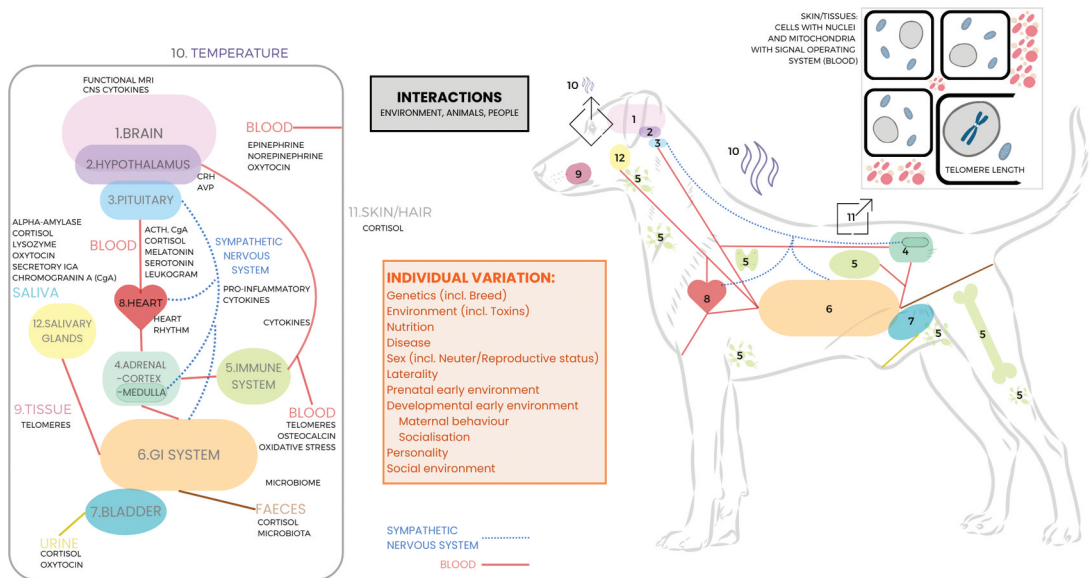 10. TEMPERATURE
FUNCTIONAL MRI
CNS CYTOKINES
1.BRAIN
2.HYPOTHALAMUS
3.PITUITARY
BLOOD
EPINEPHRINE
NOREPINEPHRINE
OXYTOCIN
CRH
AVP
ALPHA-AMYLASE
CORTISOL
LYSOZYME
OXYTOCIN
SECRETORY IGA
CHROMOGRANIN A (CgA)
SALIVA
BLOOD
ACTH, CgA
CORTISOL
MELATONIN
SEROTONIN
LEUKOGRAM
SYMPATHETIC
NERVOUS
SYSTEM
PRO-INFLAMMATORY
CYTOKINES
8.HEART
HEART
RHYTHM
CYTOKINES
12.SALIVARY
GLANDS
4.ADRENAL
-CORTEX
-MEDULLA
5.IMMUNE
SYSTEM
9.TISSUE
TELOMERES
BLOOD
TELOMERES
OSTEOCALCIN
OXIDATIVE STRESS
6.GI SYSTEM
MICROBIOME
7.BLADDER
FAECES
CORTISOL
MICROBIOTA
URINE
CORTISOL
OXYTOCIN
INTERACTIONS
ENVIRONMENT, ANIMALS, PEOPLE
11.SKIN/HAIR
CORTISOL
INDIVIDUAL VARIATION:
Genetics (incl. Breed)
Environment (incl. Toxins)
Nutrition
Disease
Sex (incl. Neuter/Reproductive status)
Laterality
Prenatal early environment
Developmental early environment
Maternal behaviour
Socialisation
Personality
Social environment
SYMPATHETIC
NERVOUS SYSTEM
BLOOD
SKIN/TISSUES:
CELLS WITH NUCLEI
AND MITOCHONDRIA
WITH SIGNAL OPERATING
SYSTEM (BLOOD)
TELOMERE LENGTH
10
1
2
3
12
9
5
10
11
5
5
5
4
8
6
7
5
5
5
5